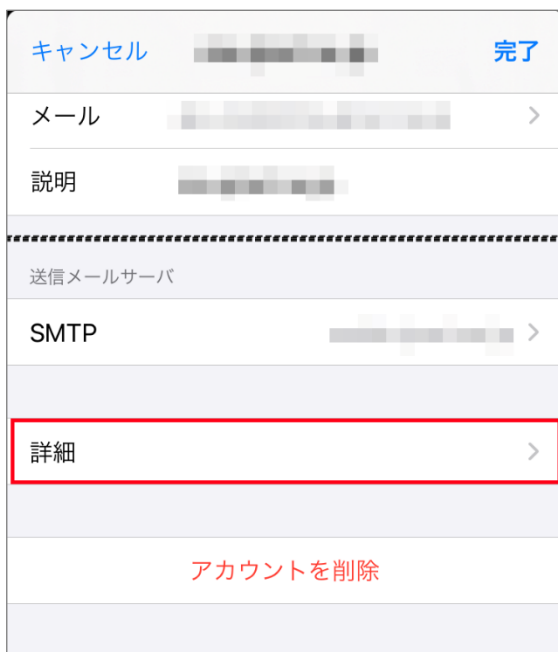 キャンセル 完了
メール
説明
送信メールサーバ
SMTP
詳細
アカウントを削除